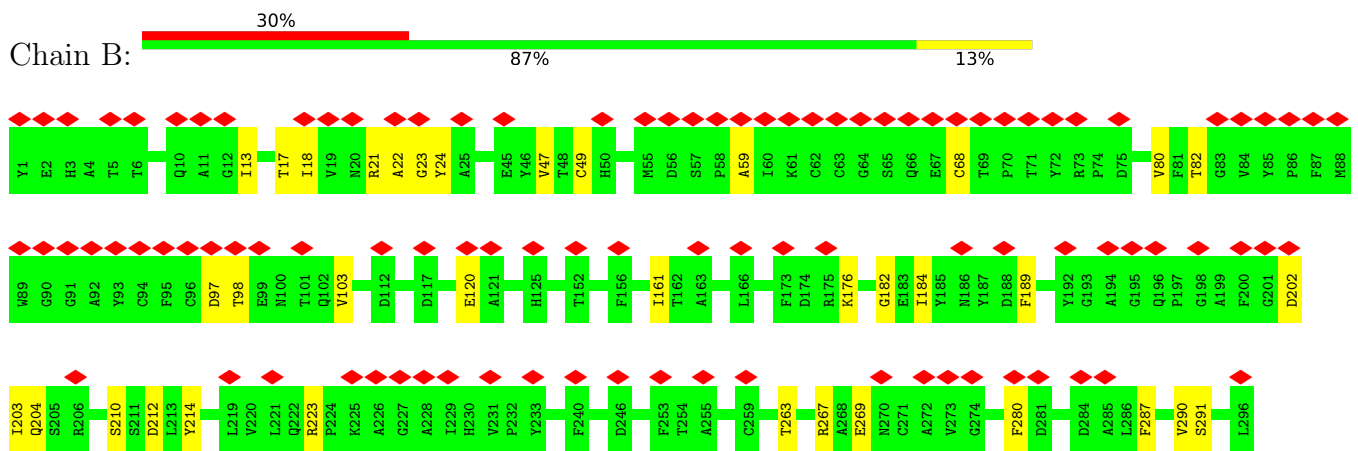 30%
Chain B:
87% 13%
Y1 E2 H3 A4 T5 T6 Q10 A11 G12 I13 T17 I18 V19 N20 R21 A22 G23 Y24 A25 E45 Y46 V47 T48 C49 H50 M55 D56 S57 P58 A59 I60 K61 C62 C63 G64 S65 Q66 E67 C68 T69 P70 T71 Y72 R73 P74 D75 V80 F81 T82 G83 V84 Y85 P86 F87 M88
W89 G90 G91 A92 Y93 C94 F95 C96 D97 T98 E99 N100 T101 Q102 V103 D112 D117 E120 A121 H125 T152 F156 I161 T162 A163 L166 F173 D174 R175 K176 G182 E183 I184 Y185 N186 Y187 D188 F189 Y192 G193 A194 G195 Q196 P197 G198 A199 F200 G201 D202
I203 Q204 S205 R206 S210 S211 D212 L213 Y214 L219 V220 L221 Q222 R223 P224 K225 A226 G227 A228 I229 H230 V231 P232 Y233 F240 D246 F253 T254 A255 C259 T263 R267 A268 E269 N270 C271 A272 V273 G274 F280 D281 D284 A285 L286 F287 V290 S291 L296